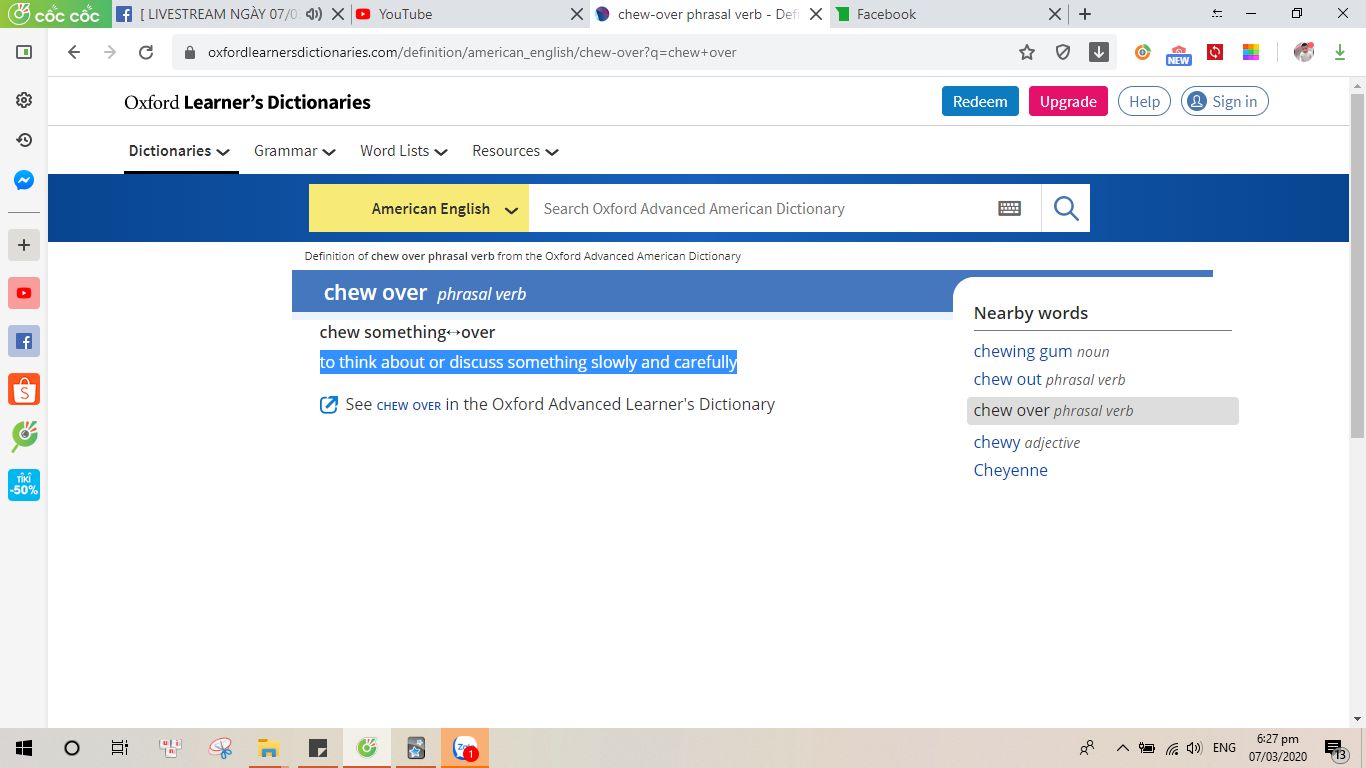 cốc cốc
[ LIVESTREAM NGÀY 07/0
YouTube
chew-over phrasal verb - Defi
Facebook
oxfordlearnersdictionaries.com/definition/american_english/chew-over?q=chew+over
NEW
Oxford Learner's Dictionaries
Redeem
Upgrade
Help
Sign in
Dictionaries
Grammar
Word Lists
Resources
American English
Search Oxford Advanced American Dictionary
Definition of chew over phrasal verb from the Oxford Advanced American Dictionary
chew over phrasal verb
chew something↔over
to think about or discuss something slowly and carefully
See CHEW OVER in the Oxford Advanced Learner's Dictionary
Nearby words
chewing gum noun
chew out phrasal verb
chew over phrasal verb
chewy adjective
Cheyenne
TIKI
-50%
Zalo
1
ENG
6:27 pm
07/03/2020
13